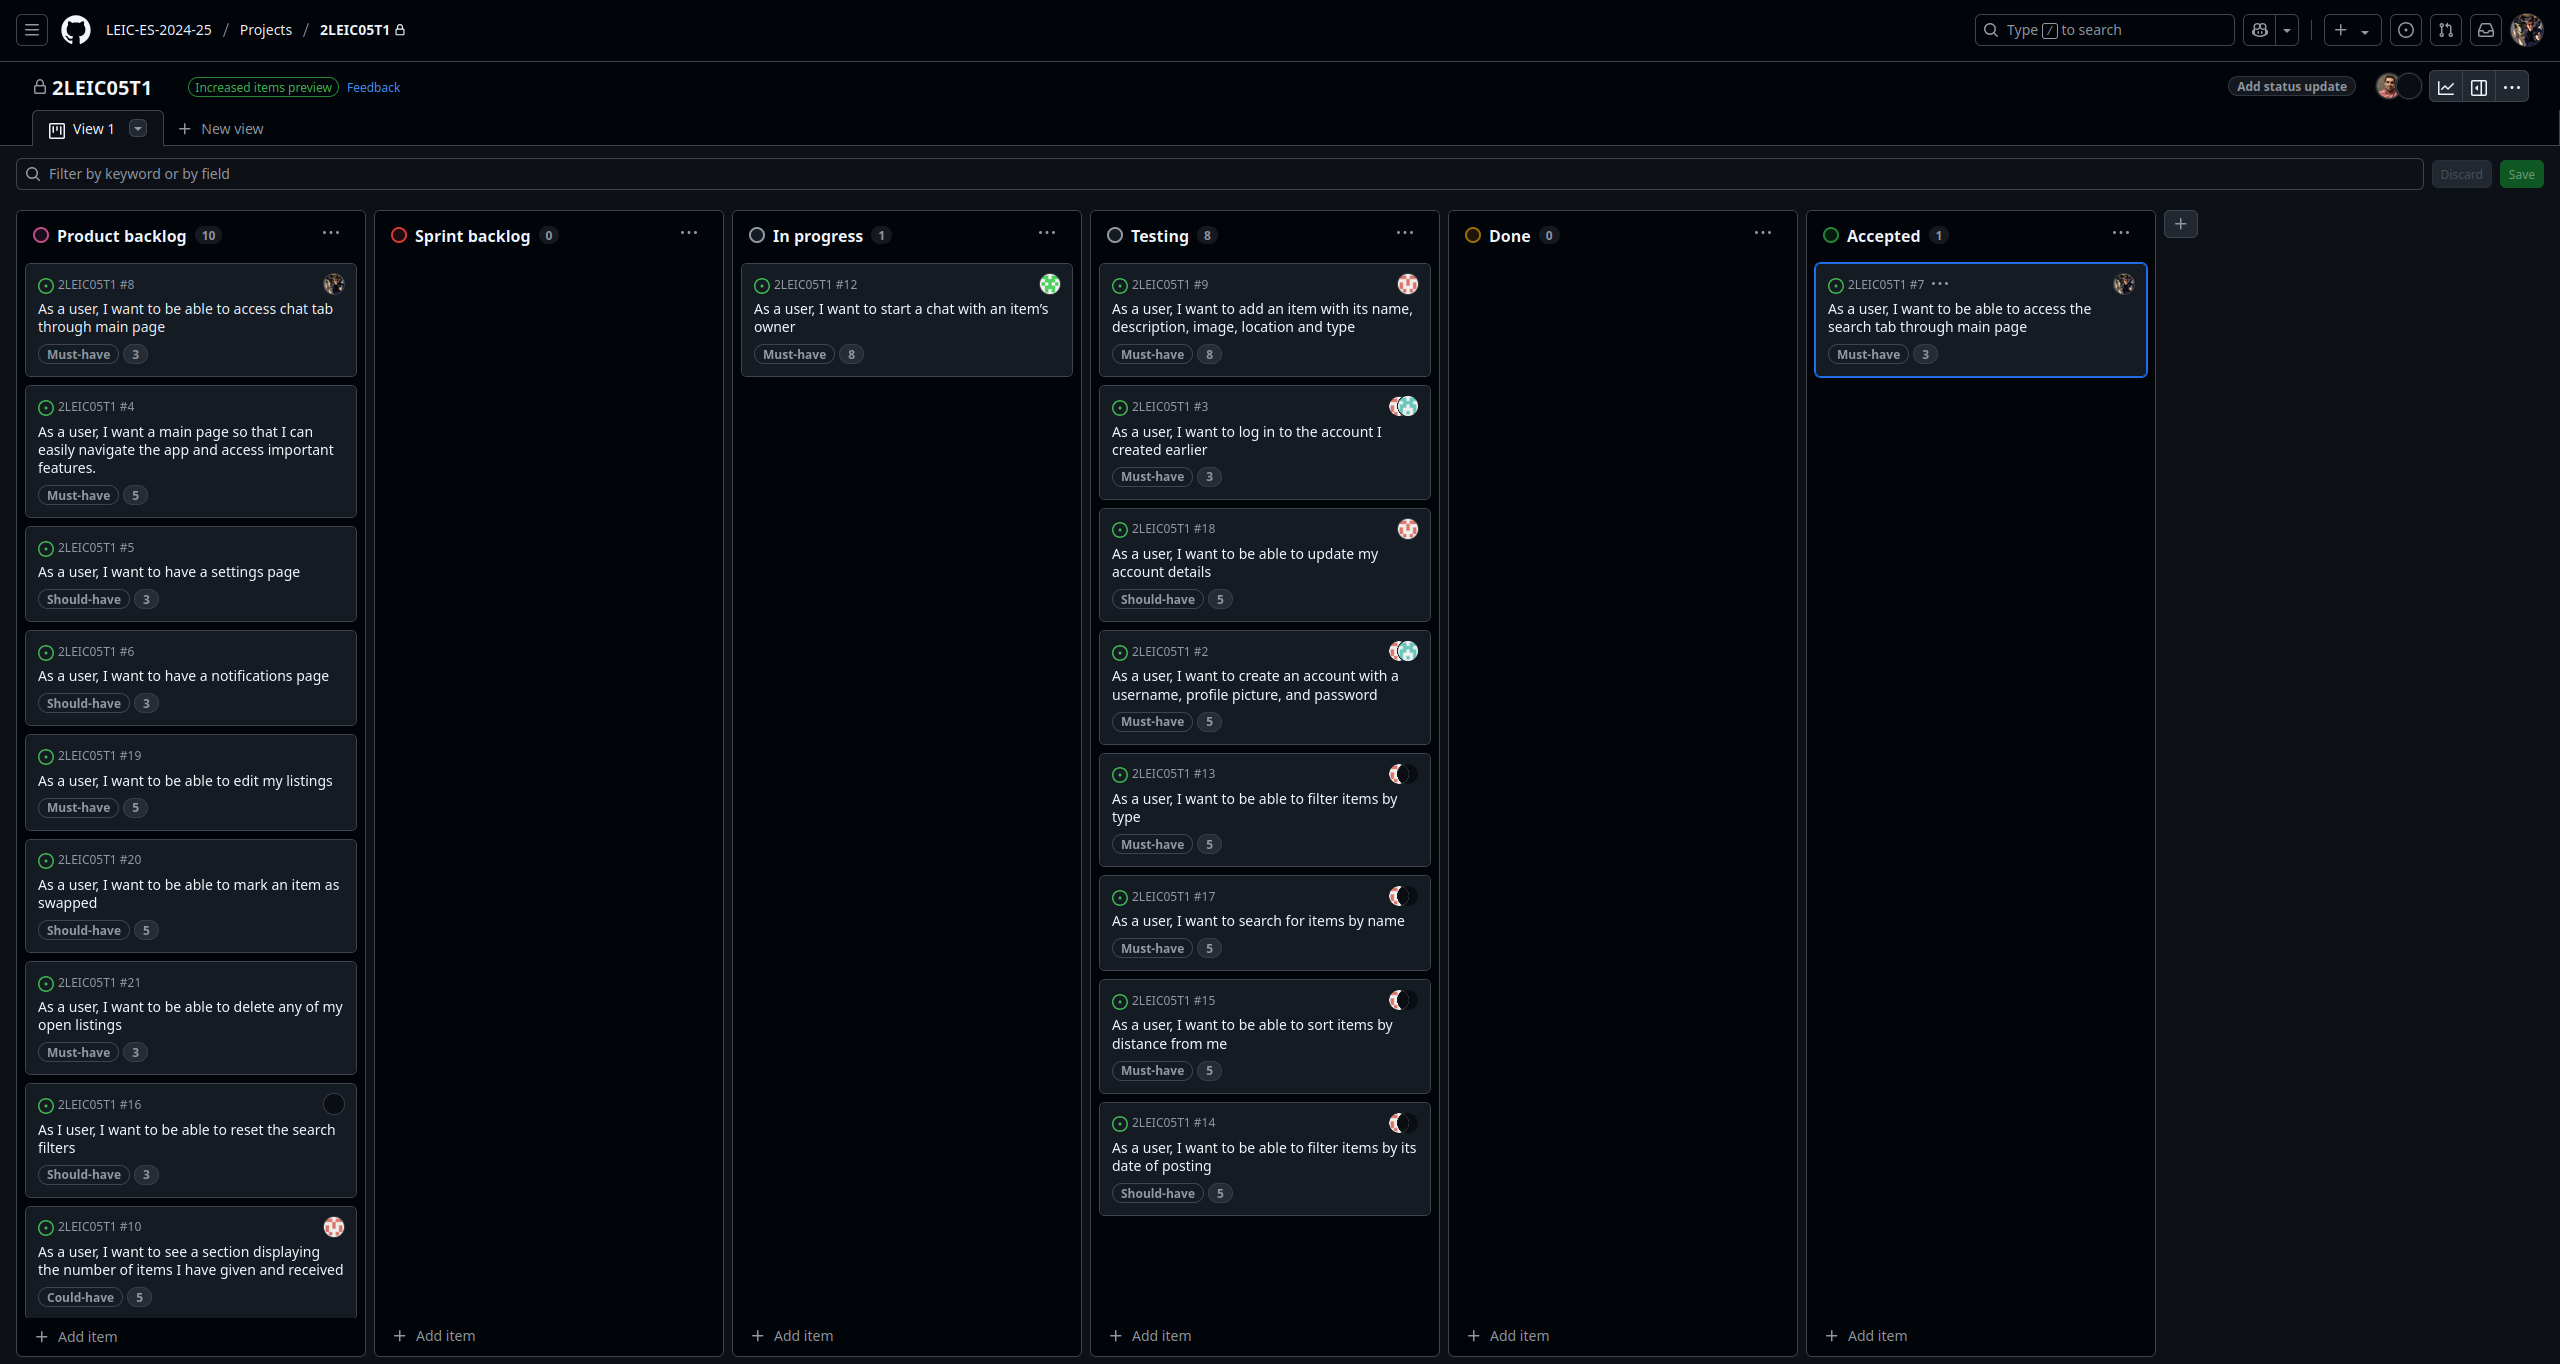 LEIC-ES-2024-25 / Projects / 2LEIC05T1
Type / to search
2LEIC05T1
Increased items preview
Feedback
Add status update
View 1
New view
Filter by keyword or by field
Discard
Save
Product backlog 10
2LEIC05T1 #8
As a user, I want to be able to access chat tab
through main page
Must-have 3
2LEIC05T1 #4
As a user, I want a main page so that I can
easily navigate the app and access important
features.
Must-have 5
2LEIC05T1 #5
As a user, I want to have a settings page
Should-have 3
2LEIC05T1 #6
As a user, I want to have a notifications page
Should-have 3
2LEIC05T1 #19
As a user, I want to be able to edit my listings
Must-have 5
2LEIC05T1 #20
As a user, I want to be able to mark an item as
swapped
Should-have 5
2LEIC05T1 #21
As a user, I want to be able to delete any of my
open listings
Must-have 3
2LEIC05T1 #16
As I user, I want to be able to reset the search
filters
Should-have 3
2LEIC05T1 #10
As a user, I want to see a section displaying
the number of items I have given and received
Could-have 5
Add item
Sprint backlog 0
Add item
In progress 1
2LEIC05T1 #12
As a user, I want to start a chat with an item’s
owner
Must-have 8
Add item
Testing 8
2LEIC05T1 #9
As a user, I want to add an item with its name,
description, image, location and type
Must-have 8
2LEIC05T1 #3
As a user, I want to log in to the account I
created earlier
Must-have 3
2LEIC05T1 #18
As a user, I want to be able to update my
account details
Should-have 5
2LEIC05T1 #2
As a user, I want to create an account with a
username, profile picture, and password
Must-have 5
2LEIC05T1 #13
As a user, I want to be able to filter items by
type
Must-have 5
2LEIC05T1 #17
As a user, I want to search for items by name
Must-have 5
2LEIC05T1 #15
As a user, I want to be able to sort items by
distance from me
Must-have 5
2LEIC05T1 #14
As a user, I want to be able to filter items by its
date of posting
Should-have 5
Add item
Done 0
Add item
Accepted 1
2LEIC05T1 #7
As a user, I want to be able to access the
search tab through main page
Must-have 3
Add item